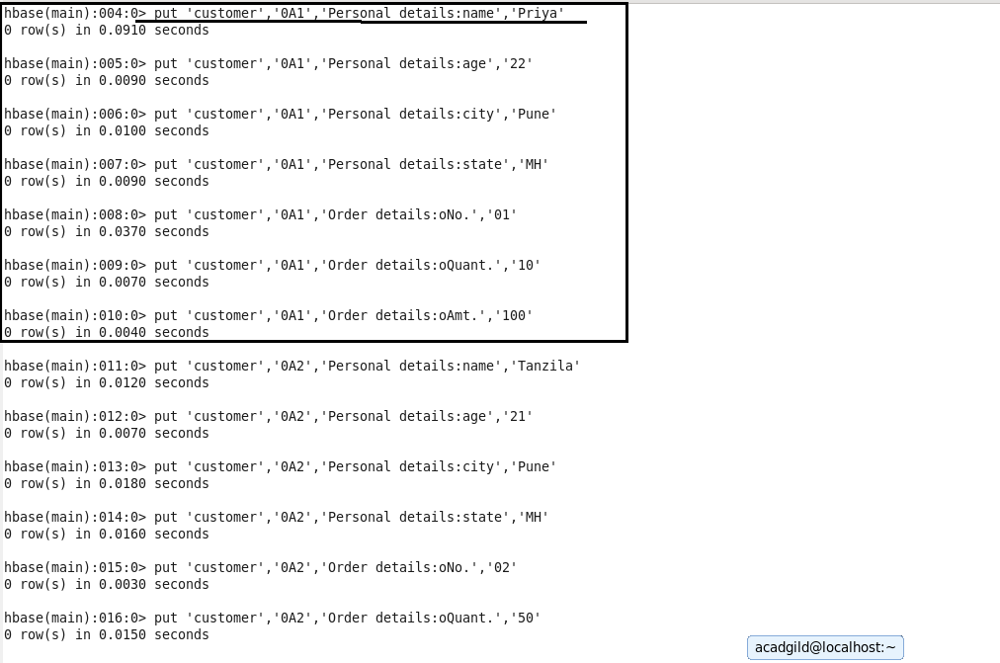 hbase(main):004:0> put 'customer','0A1','Personal details:name','Priya'
0 row(s) in 0.0910 seconds
hbase(main):005:0> put 'customer','0A1','Personal details:age','22'
0 row(s) in 0.0090 seconds
hbase(main):006:0> put 'customer','0A1','Personal details:city','Pune'
0 row(s) in 0.0100 seconds
hbase(main):007:0> put 'customer','0A1','Personal details:state','MH'
0 row(s) in 0.0090 seconds
hbase(main):008:0> put 'customer','0A1','Order details:oNo.','01'
0 row(s) in 0.0370 seconds
hbase(main):009:0> put 'customer','0A1','Order details:oQuant.','10'
0 row(s) in 0.0070 seconds
hbase(main):010:0> put 'customer','0A1','Order details:oAmt.','100'
0 row(s) in 0.0040 seconds
hbase(main):011:0> put 'customer','0A2','Personal details:name','Tanzila'
0 row(s) in 0.0120 seconds
hbase(main):012:0> put 'customer','0A2','Personal details:age','21'
0 row(s) in 0.0070 seconds
hbase(main):013:0> put 'customer','0A2','Personal details:city','Pune'
0 row(s) in 0.0180 seconds
hbase(main):014:0> put 'customer','0A2','Personal details:state','MH'
0 row(s) in 0.0160 seconds
hbase(main):015:0> put 'customer','0A2','Order details:oNo.','02'
0 row(s) in 0.0030 seconds
hbase(main):016:0> put 'customer','0A2','Order details:oQuant.','50'
0 row(s) in 0.0150 seconds
acadgild@localhost:~